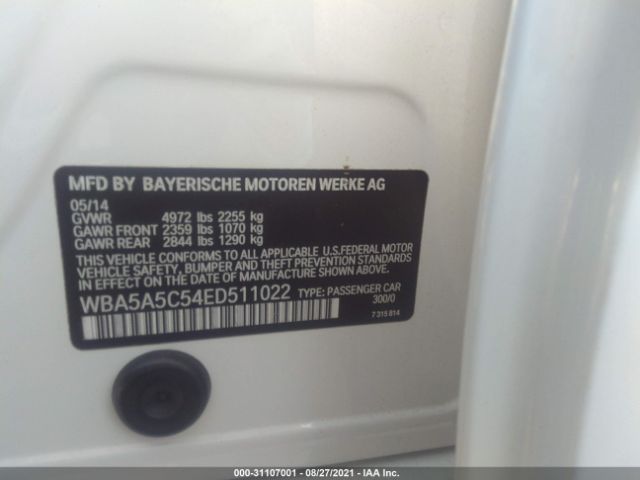 MFD BY BAYERISCHE MOTOREN WERKE AG
05/14
GVWR 4972 lbs 2255 kg
GAWR FRONT 2359 lbs 1070 kg
GAWR REAR 2844 lbs 1290 kg
THIS VEHICLE CONFORMS TO ALL APPLICABLE U.S.FEDERAL MOTOR
VEHICLE SAFETY, BUMPER AND THEFT PREVENTION STANDARDS
IN EFFECT ON THE DATE OF MANUFACTURE SHOWN ABOVE.
WBA5A5C54ED511022 TYPE: PASSENGER CAR
300/0
7 315 814
000-31107001 - 08/27/2021 - IAA Inc.